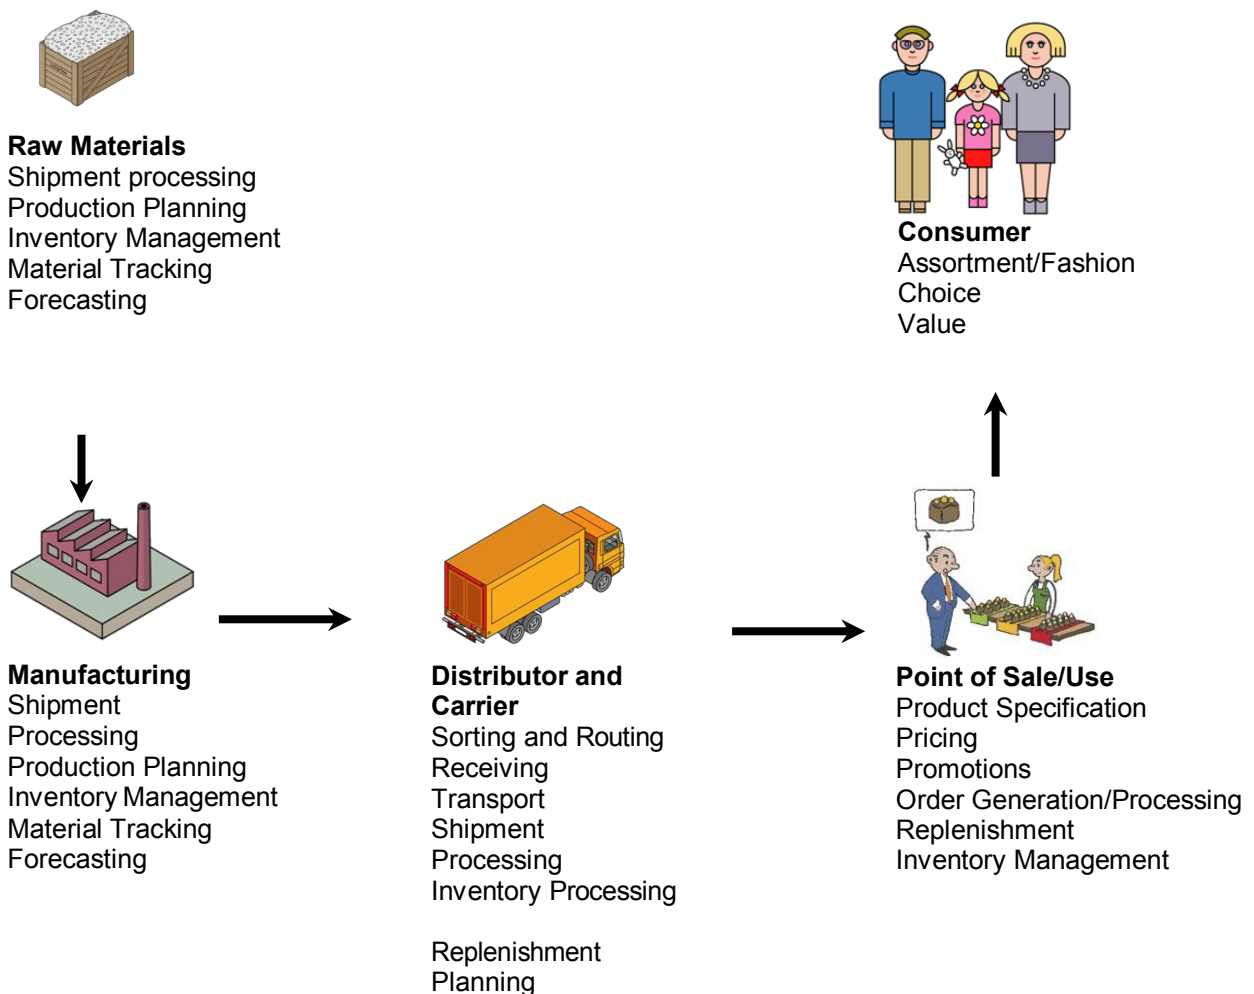 Raw Materials
Shipment processing
Production Planning
Inventory Management
Material Tracking
Forecasting
Consumer
Assortment/Fashion
Choice
Value
Manufacturing
Shipment
Processing
Production Planning
Inventory Management
Material Tracking
Forecasting
Distributor and
Carrier
Sorting and Routing
Receiving
Transport
Shipment
Processing
Inventory Processing
Replenishment
Planning
Point of Sale/Use
Product Specification
Pricing
Promotions
Order Generation/Processing
Replenishment
Inventory Management